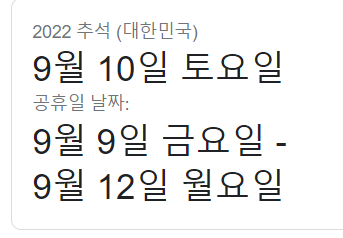 2022 추석 (대한민국)
9월 10일 토요일
공휴일 날짜:
9월 9일 금요일 -
9월 12일 월요일